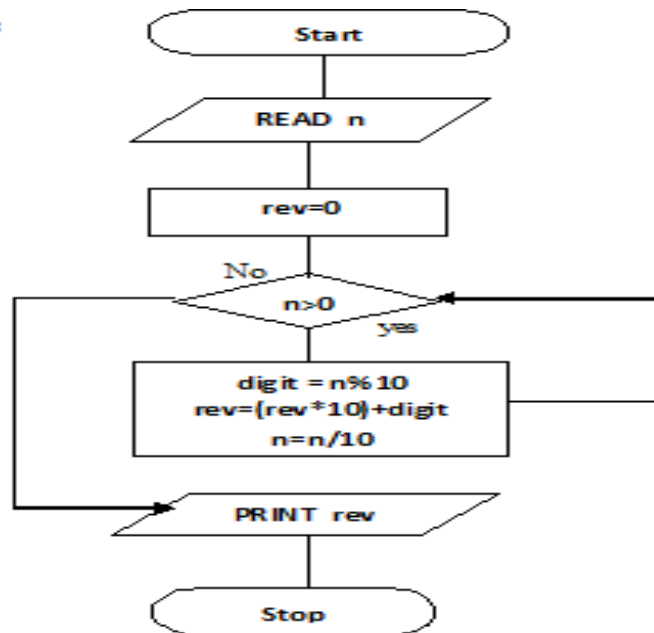 Start
READ n
rev=0
No
n>0
yes
digit = n%10
rev=(rev*10)+digit
n=n/10
PRINT rev
Stop